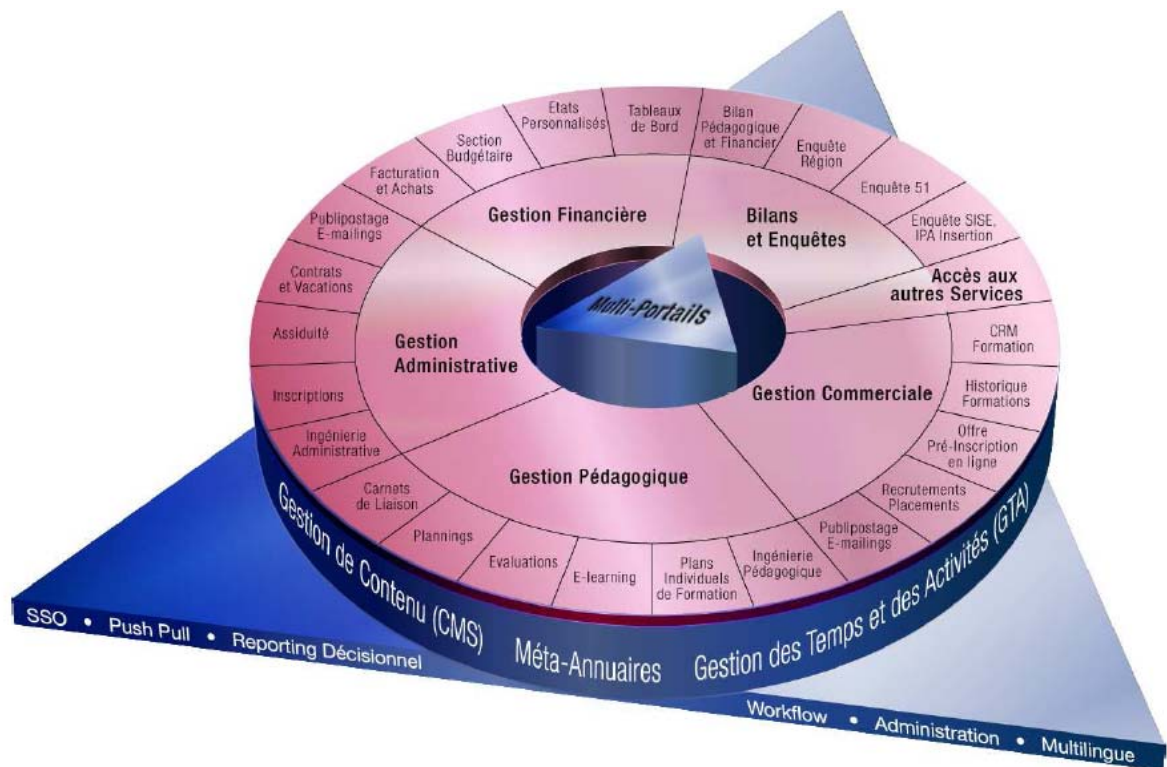 Etats
Personnalisés
Tableaux
de Bord
Bilan
Pédagogique
et Financier
Enquête
Région
Enquête 51
Enquête SISE,
IPA Insertion
Accès aux
autres Services
CRM
Formation
Historique
Formations
Offre
Pré-Inscription
en ligne
Recrutements
Placements
Publipostage
E-mailings
Ingénierie
Pédagogique
Plans
Individuels
de Formation
E-learning
Evaluations
Plannings
Carnets
de Liaison
Ingénierie
Administrative
Inscriptions
Assiduité
Contrats
et Vacations
Publipostage
E-mailings
Facturation
et Achats
Section
Budgétaire
Gestion Financière
Bilans
et Enquêtes
Gestion Commerciale
Gestion Pédagogique
Gestion
Administrative
Multi-Portails
Gestion de Contenu (CMS)
Méta-Annuaires
Gestion des Temps et des Activités (GTA)
SSO • Push Pull • Reporting Décisionnel
Workflow • Administration • Multilingue